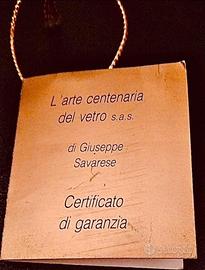 L'arte centenaria
del vetro s.a.s.
di Giuseppe
Savarese
Certificato
di garanzia